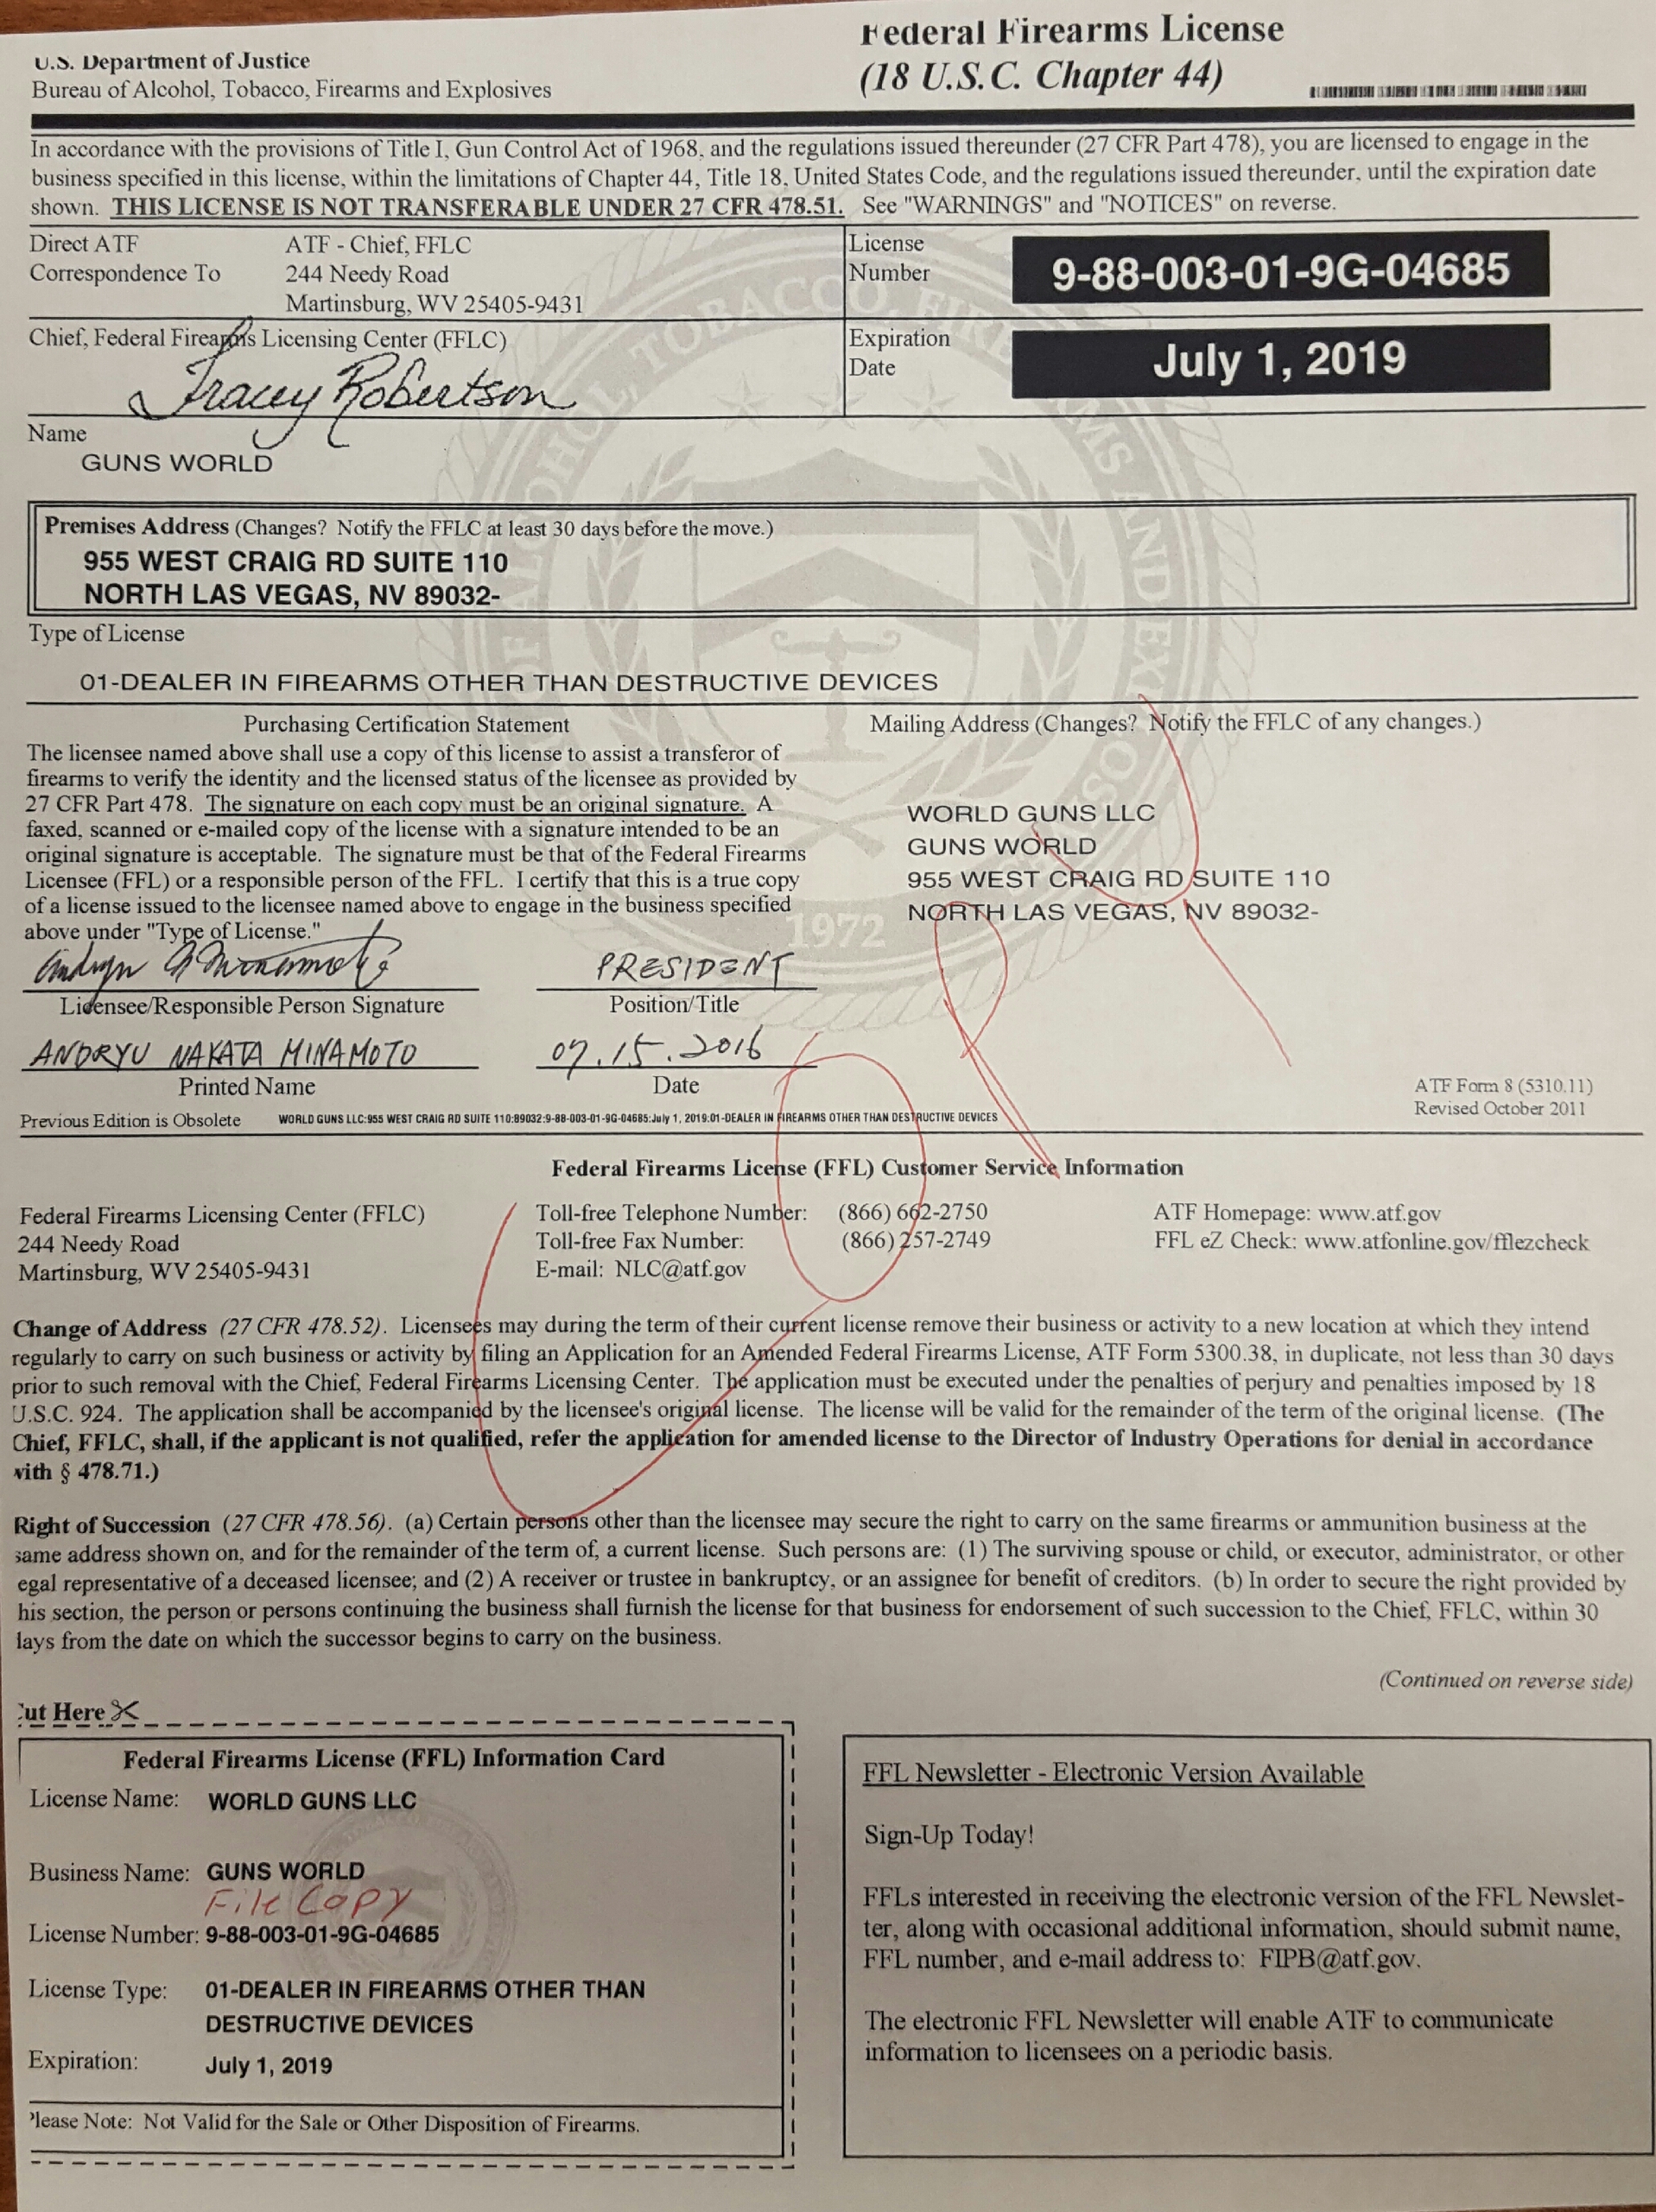 Federal Firearms License
(18 U.S.C. Chapter 44)
U.S. Department of Justice
Bureau of Alcohol, Tobacco, Firearms and Explosives
In accordance with the provisions of Title I, Gun Control Act of 1968, and the regulations issued thereunder (27 CFR Part 478), you are licensed to engage in the
business specified in this license, within the limitations of Chapter 44, Title 18, United States Code, and the regulations issued thereunder, until the expiration date
shown. THIS LICENSE IS NOT TRANSFERABLE UNDER 27 CFR 478.51. See "WARNINGS" and "NOTICES" on reverse.
Direct ATF
Correspondence To
ATF - Chief, FFLC
244 Needy Road
Martinsburg, WV 25405-9431
License
Number
9-88-003-01-9G-04685
Chief, Federal Firearms Licensing Center (FFLC)
Tracey Robertson
Expiration
Date
July 1, 2019
Name
GUNS WORLD
Premises Address (Changes? Notify the FFLC at least 30 days before the move.)
955 WEST CRAIG RD SUITE 110
NORTH LAS VEGAS, NV 89032-
Type of License
01-DEALER IN FIREARMS OTHER THAN DESTRUCTIVE DEVICES
Purchasing Certification Statement
The licensee named above shall use a copy of this license to assist a transferor of
firearms to verify the identity and the licensed status of the licensee as provided by
27 CFR Part 478. The signature on each copy must be an original signature. A
faxed, scanned or e-mailed copy of the license with a signature intended to be an
original signature is acceptable. The signature must be that of the Federal Firearms
Licensee (FFL) or a responsible person of the FFL. I certify that this is a true copy
of a license issued to the licensee named above to engage in the business specified
above under "Type of License."
Mailing Address (Changes? Notify the FFLC of any changes.)
WORLD GUNS LLC
GUNS WORLD
955 WEST CRAIG RD SUITE 110
NORTH LAS VEGAS, NV 89032-
1972
PRESIDENT
Licensee/Responsible Person Signature
Position/Title
ANDRYU NAKATA MINAMOTO
07.15.2016
Printed Name
Date
ATF Form 8 (5310.11)
Revised October 2011
Previous Edition is Obsolete
WORLD GUNS LLC:955 WEST CRAIG RD SUITE 110:89032:9-88-003-01-9G-04685:July 1, 2019:01-DEALER IN FIREARMS OTHER THAN DESTRUCTIVE DEVICES
Federal Firearms License (FFL) Customer Service Information
Federal Firearms Licensing Center (FFLC)
244 Needy Road
Martinsburg, WV 25405-9431
Toll-free Telephone Number: (866) 662-2750
Toll-free Fax Number: (866) 257-2749
E-mail: NLC@atf.gov
ATF Homepage: www.atf.gov
FFL eZ Check: www.atfonline.gov/fflezcheck
Change of Address (27 CFR 478.52). Licensees may during the term of their current license remove their business or activity to a new location at which they intend
regularly to carry on such business or activity by filing an Application for an Amended Federal Firearms License, ATF Form 5300.38, in duplicate, not less than 30 days
prior to such removal with the Chief, Federal Firearms Licensing Center. The application must be executed under the penalties of perjury and penalties imposed by 18
U.S.C. 924. The application shall be accompanied by the licensee's original license. The license will be valid for the remainder of the term of the original license. (The
Chief, FFLC, shall, if the applicant is not qualified, refer the application for amended license to the Director of Industry Operations for denial in accordance
with § 478.71.)
Right of Succession (27 CFR 478.56). (a) Certain persons other than the licensee may secure the right to carry on the same firearms or ammunition business at the
same address shown on, and for the remainder of the term of, a current license. Such persons are: (1) The surviving spouse or child, or executor, administrator, or other
egal representative of a deceased licensee; and (2) A receiver or trustee in bankruptcy, or an assignee for benefit of creditors. (b) In order to secure the right provided by
his section, the person or persons continuing the business shall furnish the license for that business for endorsement of such succession to the Chief, FFLC, within 30
lays from the date on which the successor begins to carry on the business.
(Continued on reverse side)
Cut Here
Federal Firearms License (FFL) Information Card
License Name: WORLD GUNS LLC
Business Name: GUNS WORLD
File Copy
License Number: 9-88-003-01-9G-04685
License Type: 01-DEALER IN FIREARMS OTHER THAN
DESTRUCTIVE DEVICES
Expiration: July 1, 2019
Please Note: Not Valid for the Sale or Other Disposition of Firearms.
FFL Newsletter - Electronic Version Available
Sign-Up Today!
FFLs interested in receiving the electronic version of the FFL Newslet-
ter, along with occasional additional information, should submit name,
FFL number, and e-mail address to: FIPB@atf.gov.
The electronic FFL Newsletter will enable ATF to communicate
information to licensees on a periodic basis.